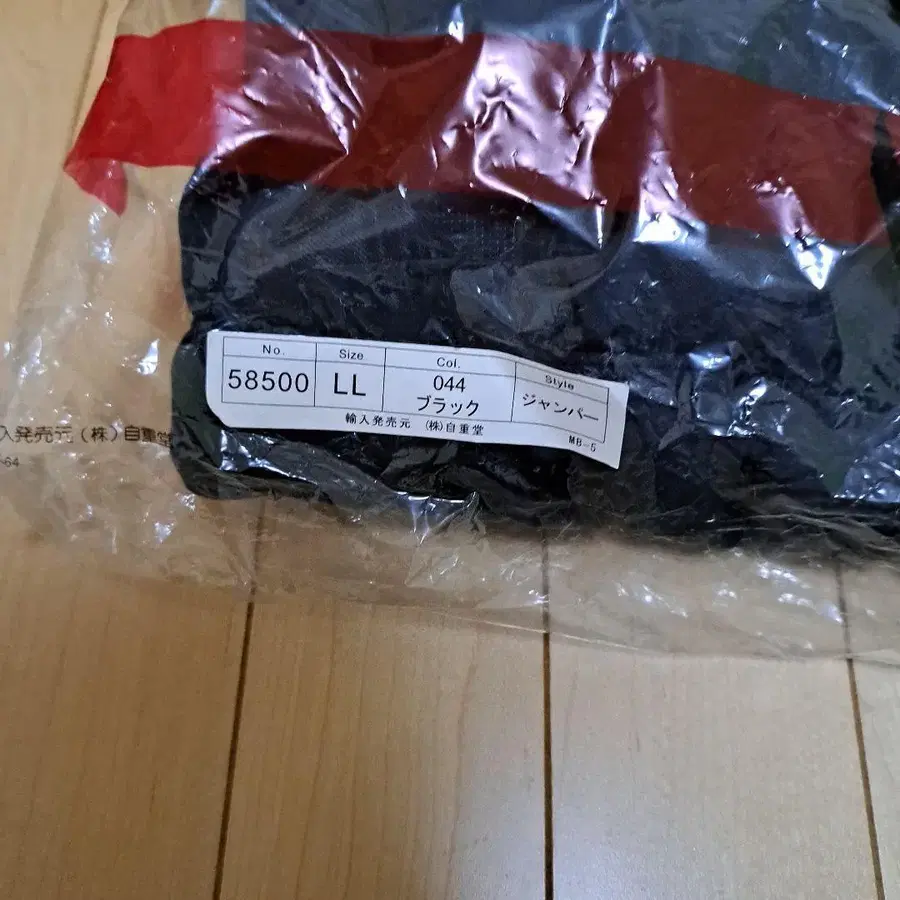 No. Size Col. Style
58500 LL 044 ブラック ジャンパー
輸入発売元 (株)自重堂
MB-5
入発売元(株)自重堂
-64